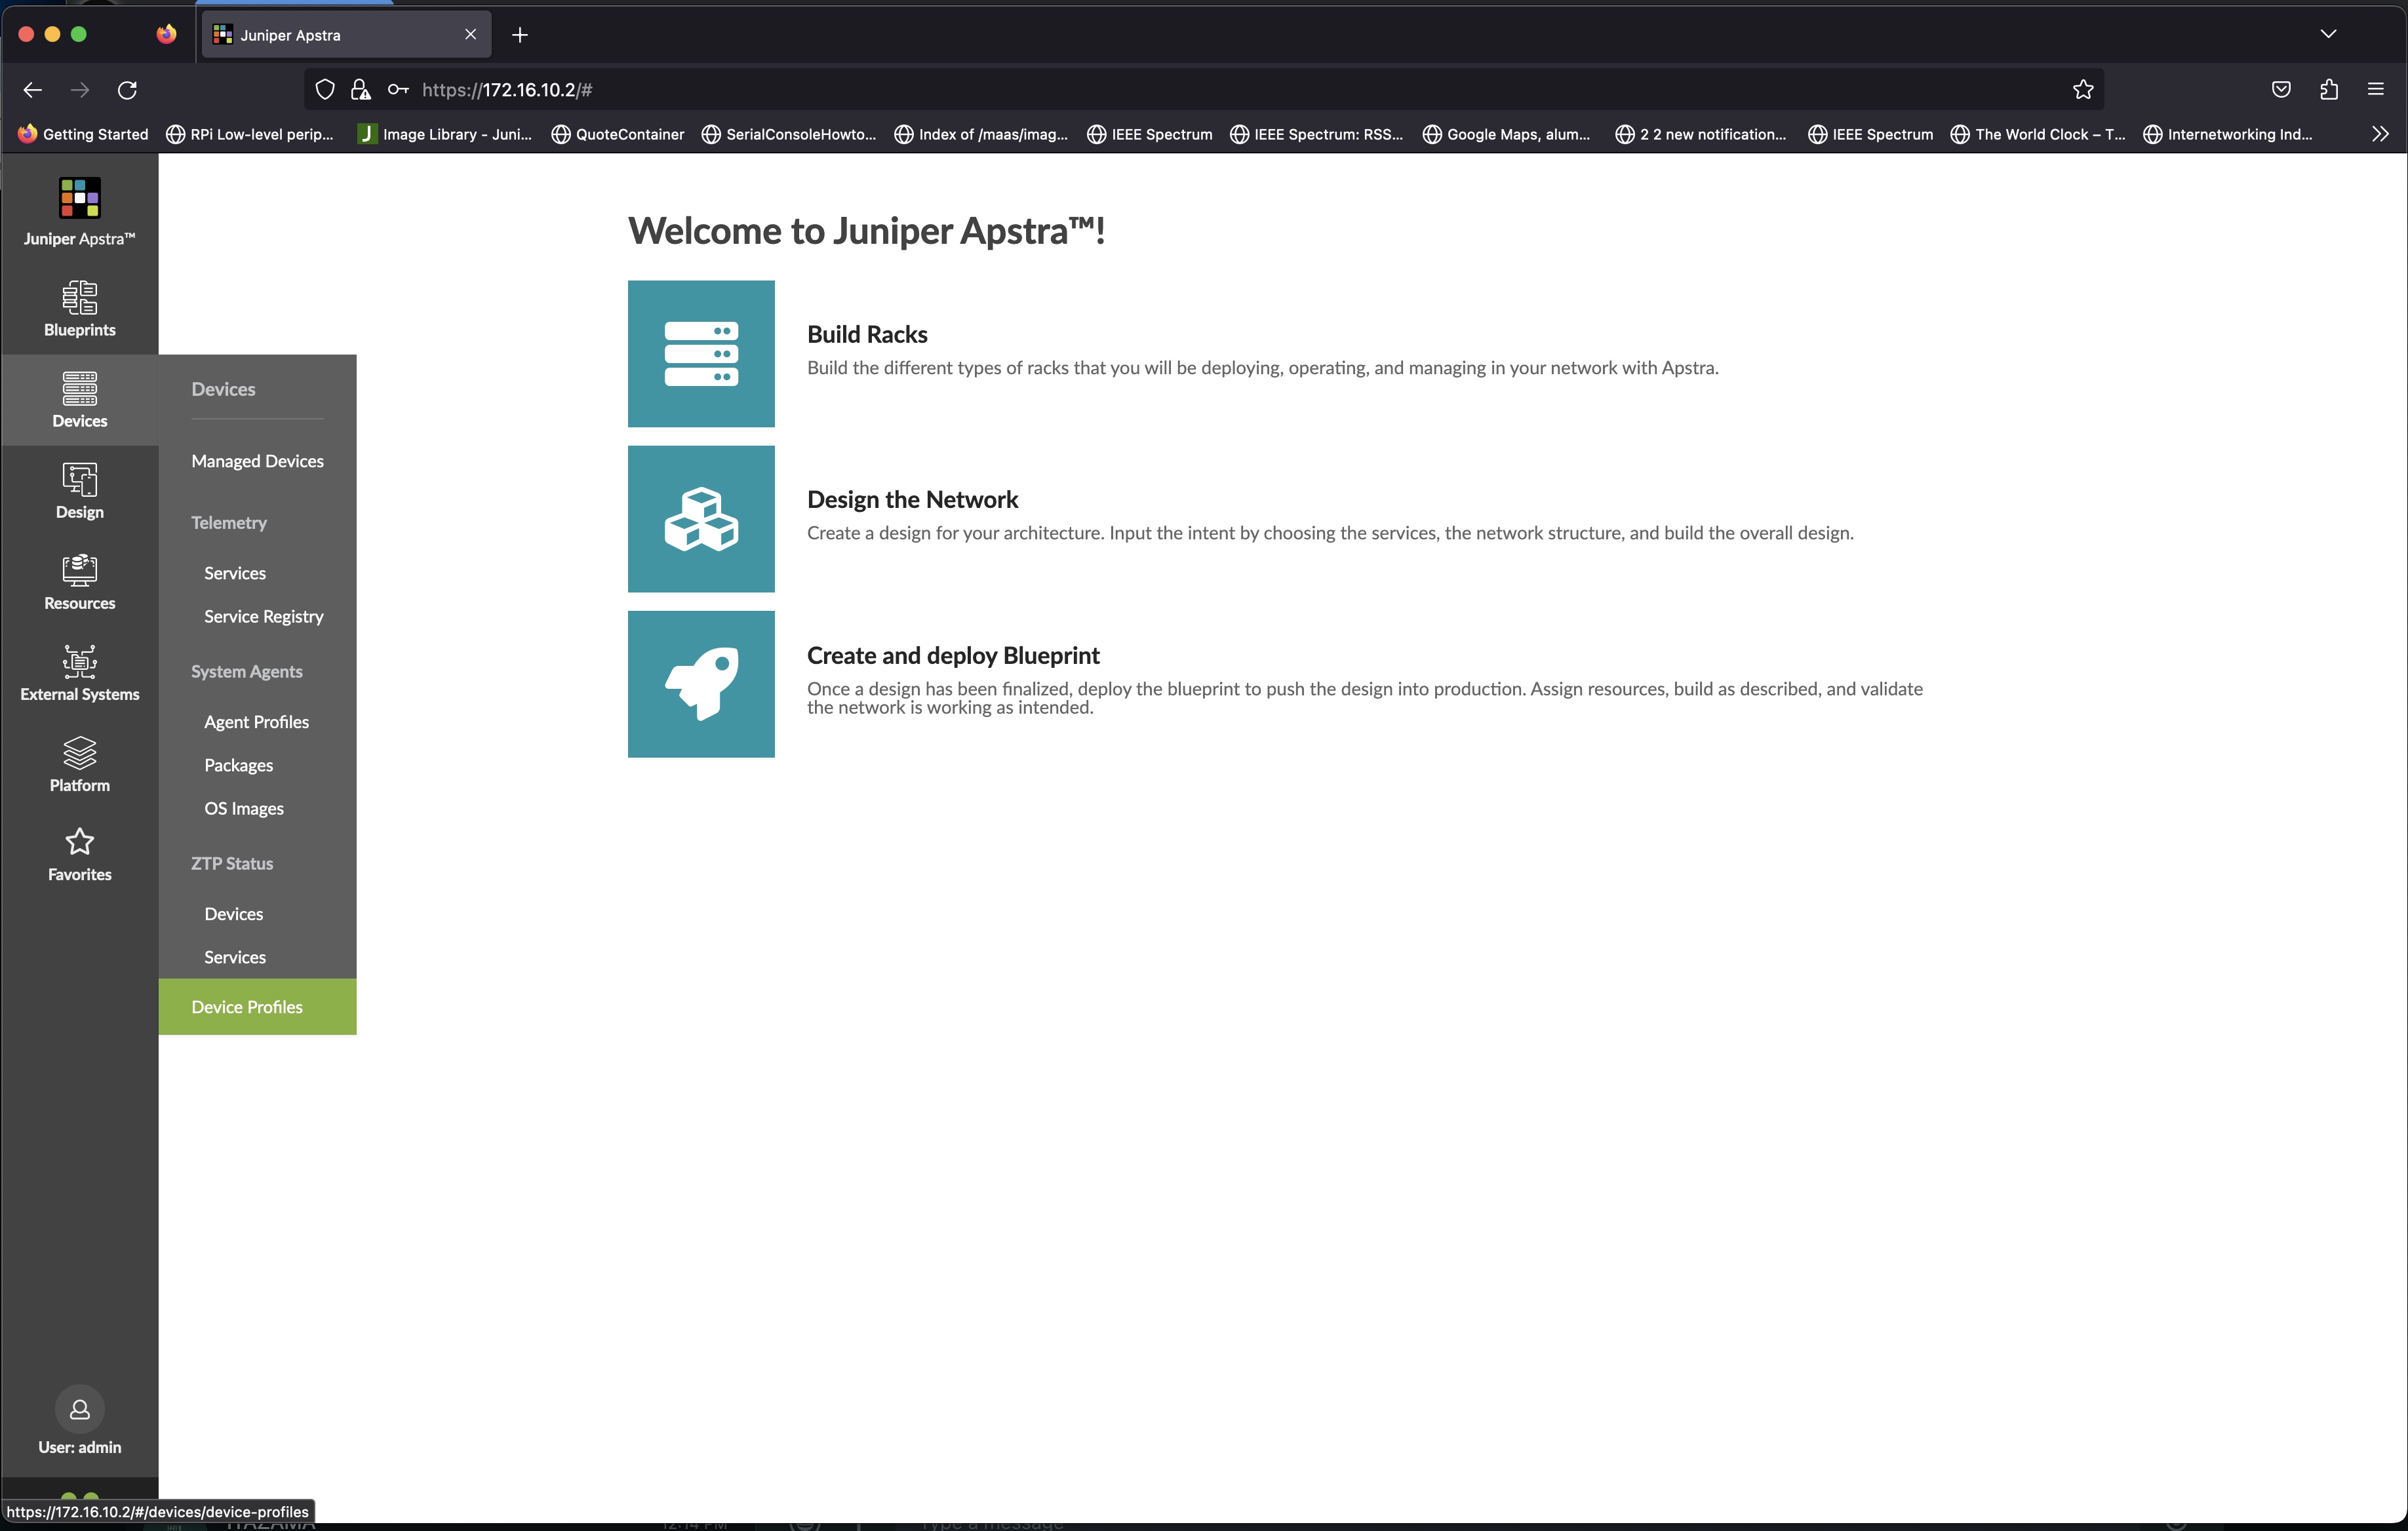 Juniper Apstra
https://172.16.10.2/#
Getting Started
RPi Low-level perip...
Image Library - Juni...
QuoteContainer
SerialConsoleHowto...
Index of /maas/imag...
IEEE Spectrum
IEEE Spectrum: RSS...
Google Maps, alum...
2 2 new notification...
IEEE Spectrum
The World Clock – T...
Internetworking Ind...
Juniper Apstra™
Blueprints
Devices
Design
Resources
External Systems
Platform
Favorites
User: admin
Devices
Managed Devices
Telemetry
Services
Service Registry
System Agents
Agent Profiles
Packages
OS Images
ZTP Status
Devices
Services
Device Profiles
Welcome to Juniper Apstra™!
Build Racks
Build the different types of racks that you will be deploying, operating, and managing in your network with Apstra.
Design the Network
Create a design for your architecture. Input the intent by choosing the services, the network structure, and build the overall design.
Create and deploy Blueprint
Once a design has been finalized, deploy the blueprint to push the design into production. Assign resources, build as described, and validate
the network is working as intended.
https://172.16.10.2/#/devices/device-profiles
12:14 PM
Type a message